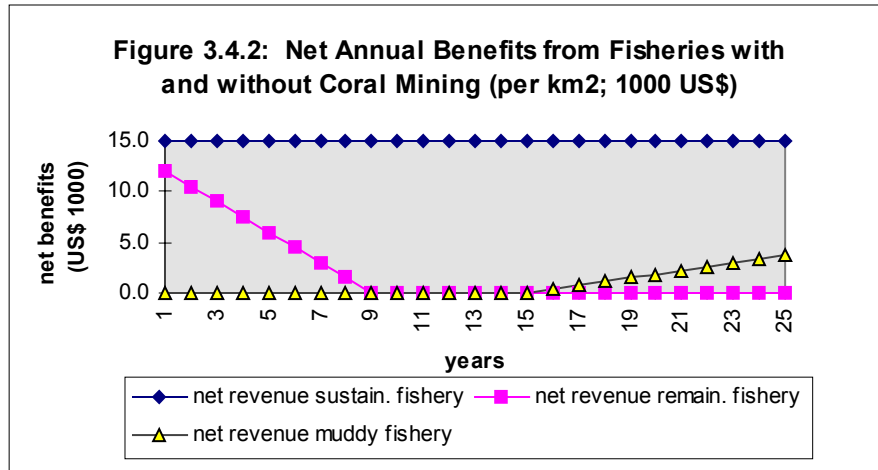 Figure 3.4.2: Net Annual Benefits from Fisheries with
and without Coral Mining (per km2; 1000 US$)
net benefits
(US$ 1000)
15.0
10.0
5.0
0.0
1 3 5 7 9 11 13 15 17 19 21 23 25
years
net revenue sustain. fishery net revenue remain. fishery
net revenue muddy fishery